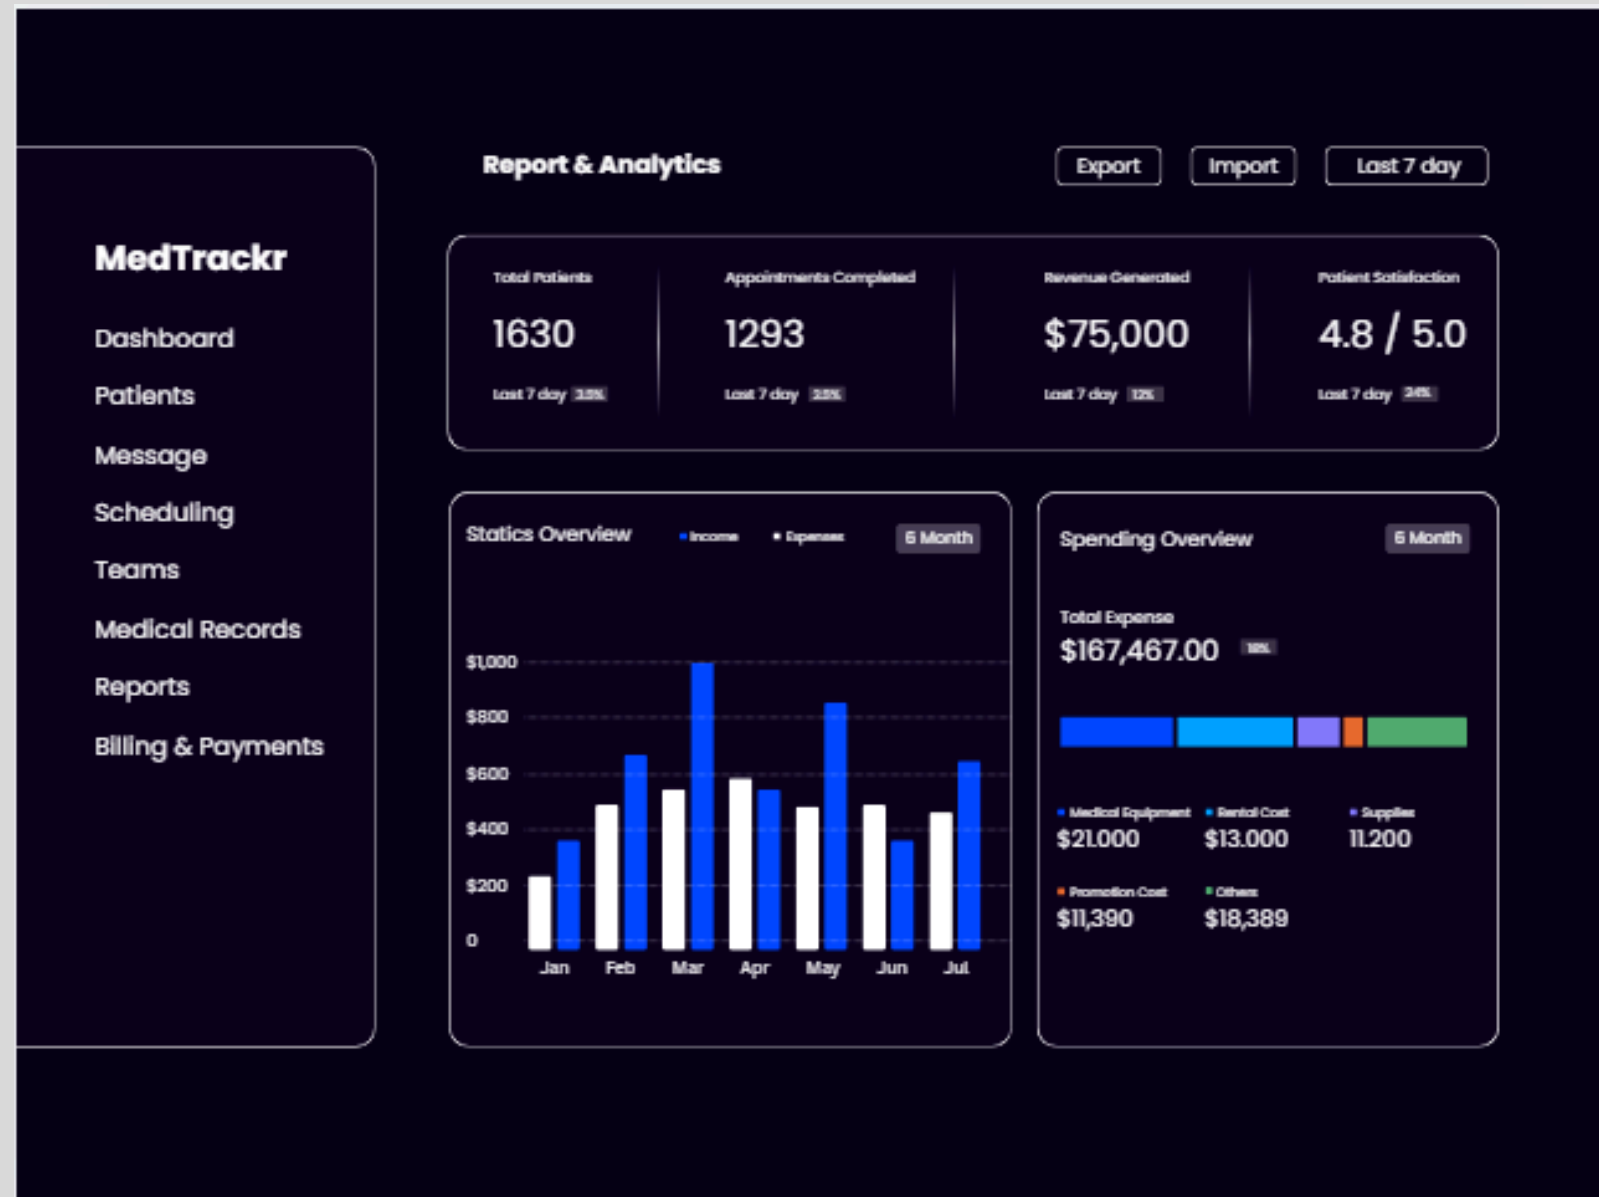 Report & Analytics
Export
Import
Last 7 day
MedTrackr
Dashboard
Patients
Message
Scheduling
Teams
Medical Records
Reports
Billing & Payments
Total Patients
1630
Last 7 day
Appointments Completed
1293
Last 7 day
Revenue Generated
$75,000
Last 7 day 12%
Patient Satisfaction
4.8 / 5.0
Last 7 day 24%
Statics Overview
Income
Expenses
6 Month
$1,000
$800
$600
$400
$200
0
Jan Feb Mar Apr May Jun Jul
Spending Overview
6 Month
Total Expense
$167,467.00
Medical Equipment
$21.000
Rental Cost
$13.000
Supplies
11.200
Promotion Cost
$11,390
Others
$18,389